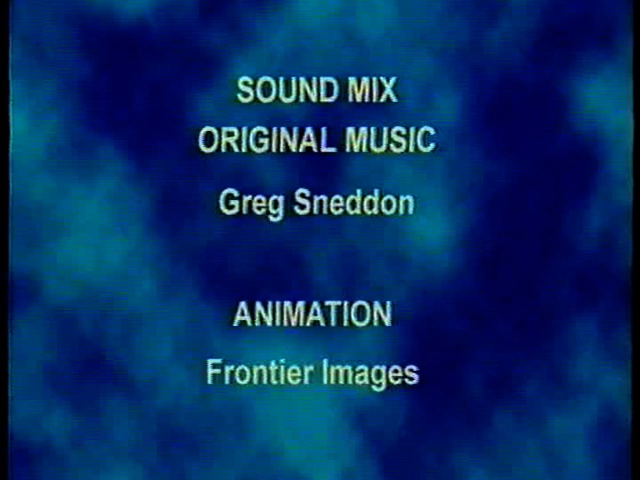 SOUND MIX
ORIGINAL MUSIC
Greg Sneddon
ANIMATION
Frontier Images